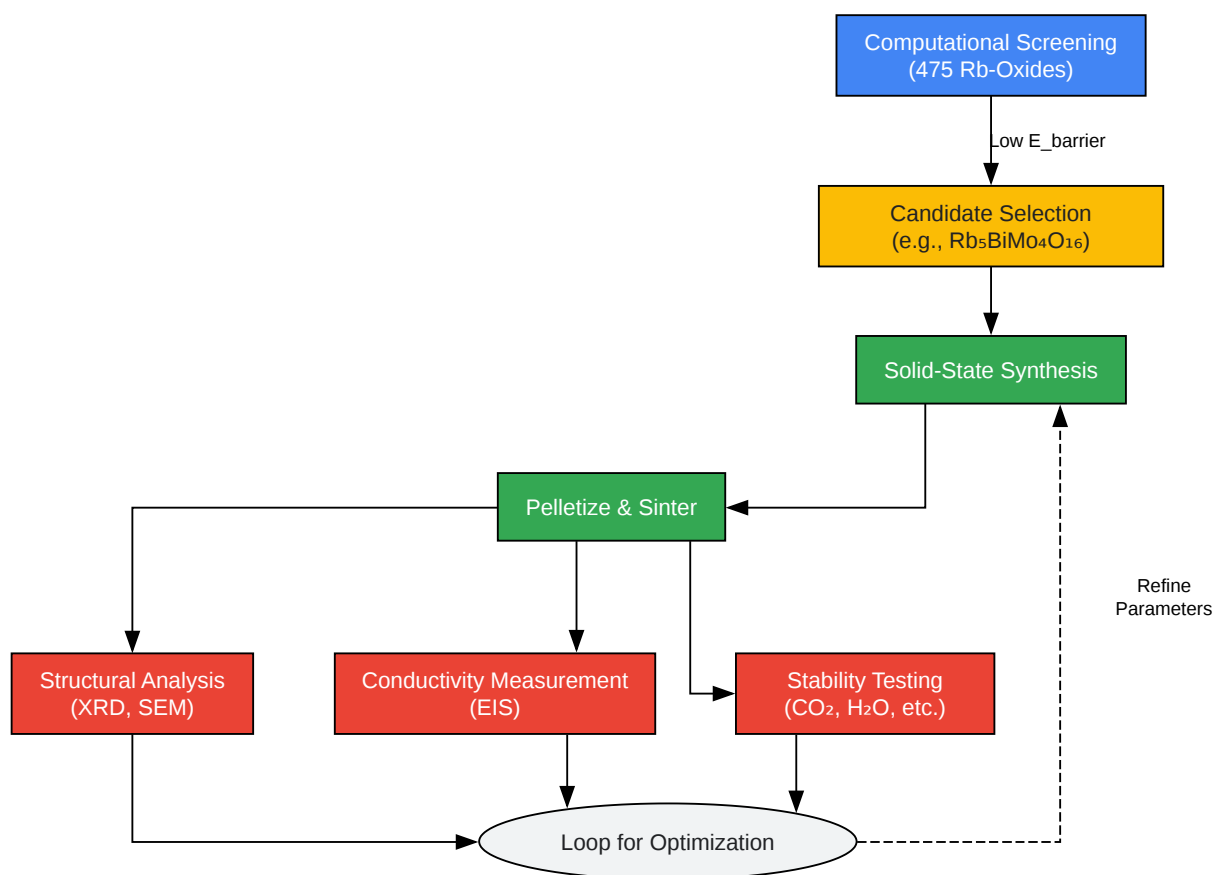 Computational Screening
(475 Rb-Oxides)
Low E_barrier
Candidate Selection
(e.g., Rb₅BiMo₄O₁₆)
Solid-State Synthesis
Pelletize & Sinter
Refine
Parameters
Structural Analysis
(XRD, SEM)
Conductivity Measurement
(EIS)
Stability Testing
(CO₂, H₂O, etc.)
Loop for Optimization